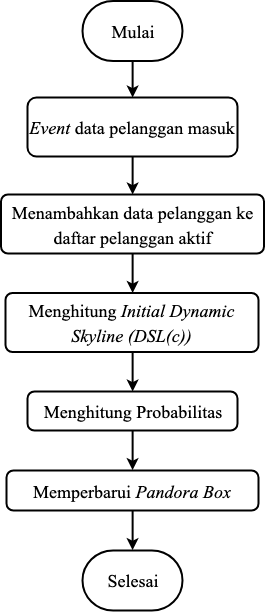 Mulai
Event data pelanggan masuk
Menambahkan data pelanggan ke
daftar pelanggan aktif
Menghitung Initial Dynamic
Skyline (DSL(c))
Menghitung Probabilitas
Memperbarui Pandora Box
Selesai